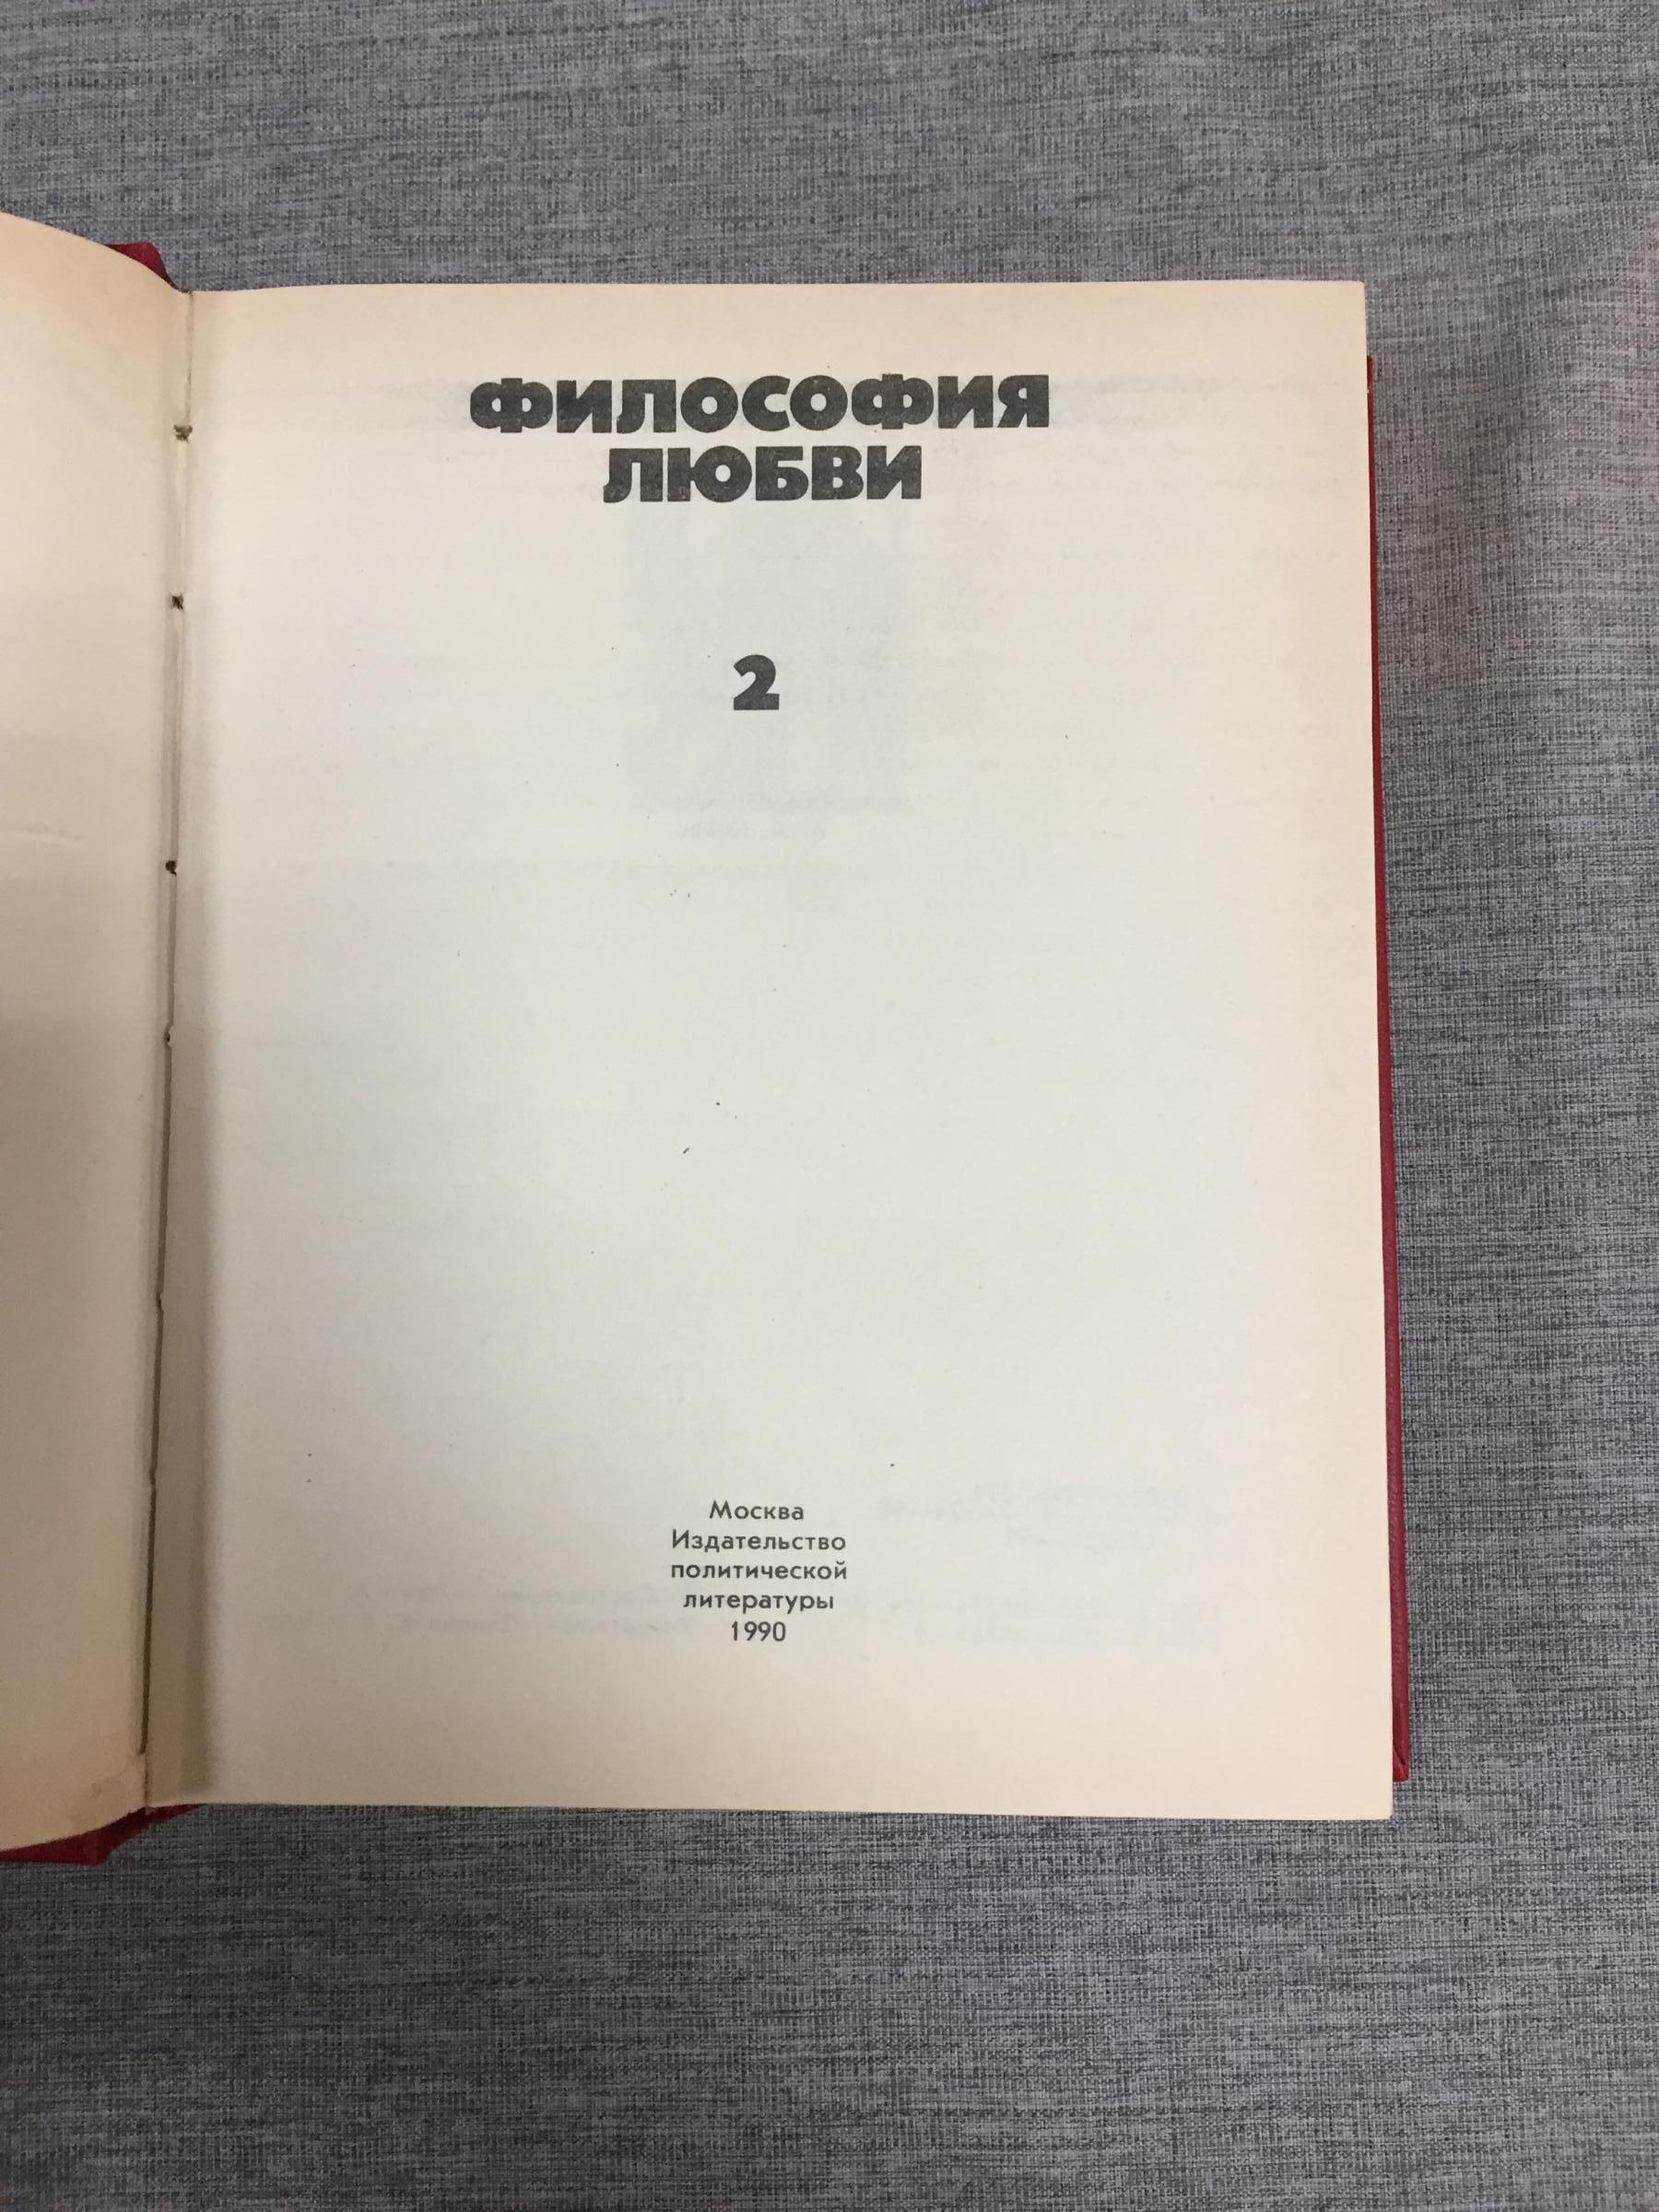 ФИЛОСОФИЯ
ЛЮБВИ
2
Москва
Издательство
политической
литературы
1990